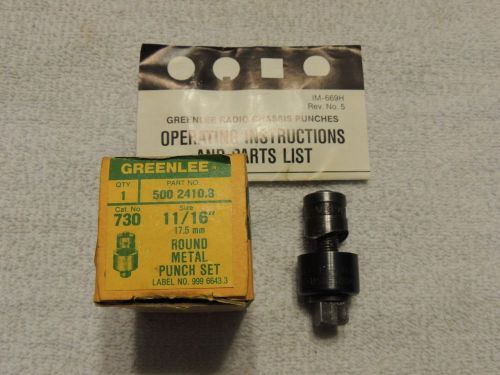 IM-669H
Rev. No. 5
GREENLEE RADIO CHASSIS PUNCHES
OPERATING INSTRUCTIONS
AND PARTS LIST
GREENLEE
QTY PART NO.
1 500 2410.3
Cat. No Size
730 11/16"
17.5 mm
ROUND
METAL
PUNCH SET
LABEL NO. 999 6643.3